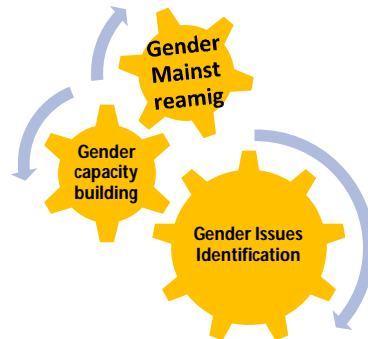 Gender
Mainst
reamig
Gender
capacity
building
Gender Issues
Identification